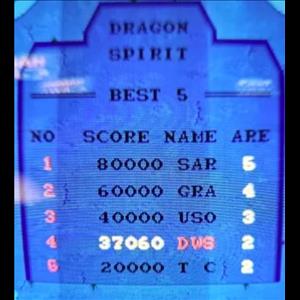 DRAGON
SPIRIT
BEST 5
NO SCORE NAME ARE
1 80000 SAR 5
2 60000 GRA 4
3 40000 USO 3
4 37060 DWS 2
5 20000 T C 2